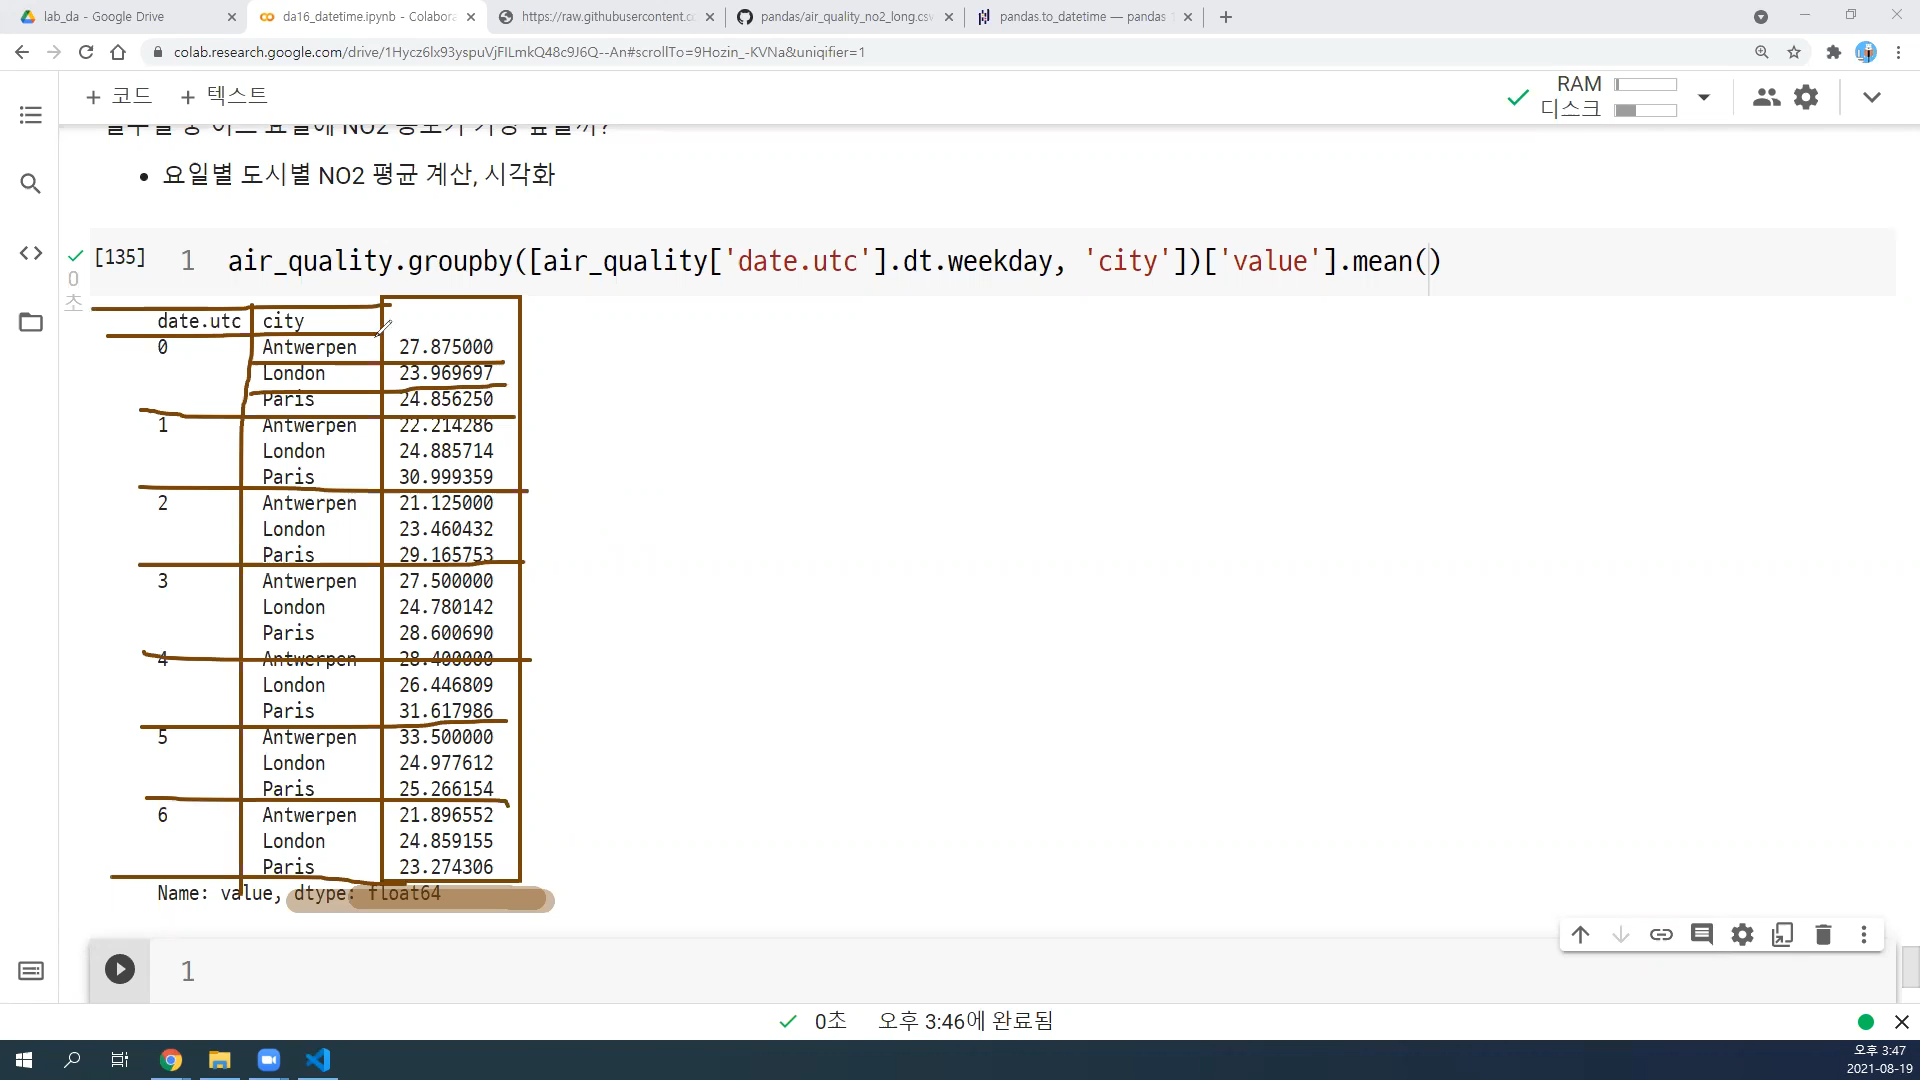 lab_da - Google Drive
da16_datetime.ipynb - Colabora
https://raw.githubusercontent.c
pandas/air_quality_no2_long.csv
pandas.to_datetime — pandas
colab.research.google.com/drive/1Hycz6lx93yspuVjFILmkQ48c9J6Q--An#scrollTo=9Hozin_-KVNa&uniqifier=1
+ 코드 + 텍스트
RAM
디스크
NO2
• 요일별 도시별 NO2 평균 계산, 시각화
[135] 1 air_quality.groupby([air_quality['date.utc'].dt.weekday, 'city'])['value'].mean()
0
초
date.utc city
0 Antwerpen 27.875000
London 23.969697
Paris 24.856250
1 Antwerpen 22.214286
London 24.885714
Paris 30.999359
2 Antwerpen 21.125000
London 23.460432
Paris 29.165753
3 Antwerpen 27.500000
London 24.780142
Paris 28.600690
4 Antwerpen 28.400000
London 26.446809
Paris 31.617986
5 Antwerpen 33.500000
London 24.977612
Paris 25.266154
6 Antwerpen 21.896552
London 24.859155
Paris 23.274306
Name: value, dtype: float64
1
0초 오후 3:46에 완료됨
오후 3:47
2021-08-19